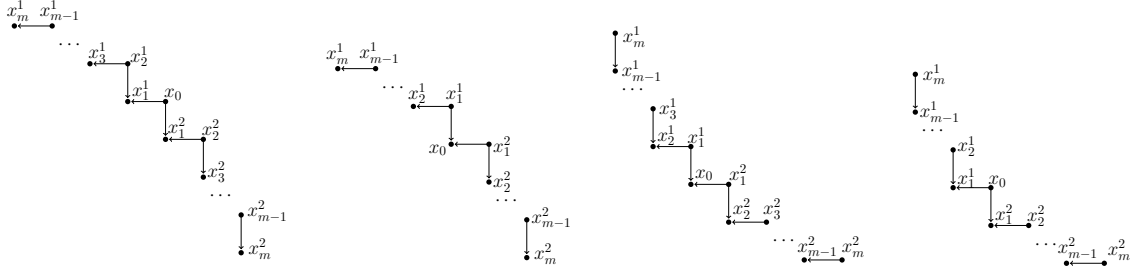 $x_m^1$ $x_{m-1}^1$
…
$x_3^1$ $x_2^1$
$x_1^1$ $x_0$
$x_1^2$ $x_2^2$
$x_3^2$
…
$x_{m-1}^2$
$x_m^2$
$x_m^1$ $x_{m-1}^1$
…
$x_2^1$ $x_1^1$
$x_0$ $x_1^2$
$x_2^2$
…
$x_{m-1}^2$
$x_m^2$
$x_m^1$
$x_{m-1}^1$
…
$x_3^1$
$x_2^1$ $x_1^1$
$x_0$ $x_1^2$
$x_2^2$ $x_3^2$
…
$x_{m-1}^2$ $x_m^2$
$x_m^1$
$x_{m-1}^1$
…
$x_2^1$
$x_1^1$ $x_0$
$x_1^2$ $x_2^2$
…
$x_{m-1}^2$ $x_m^2$